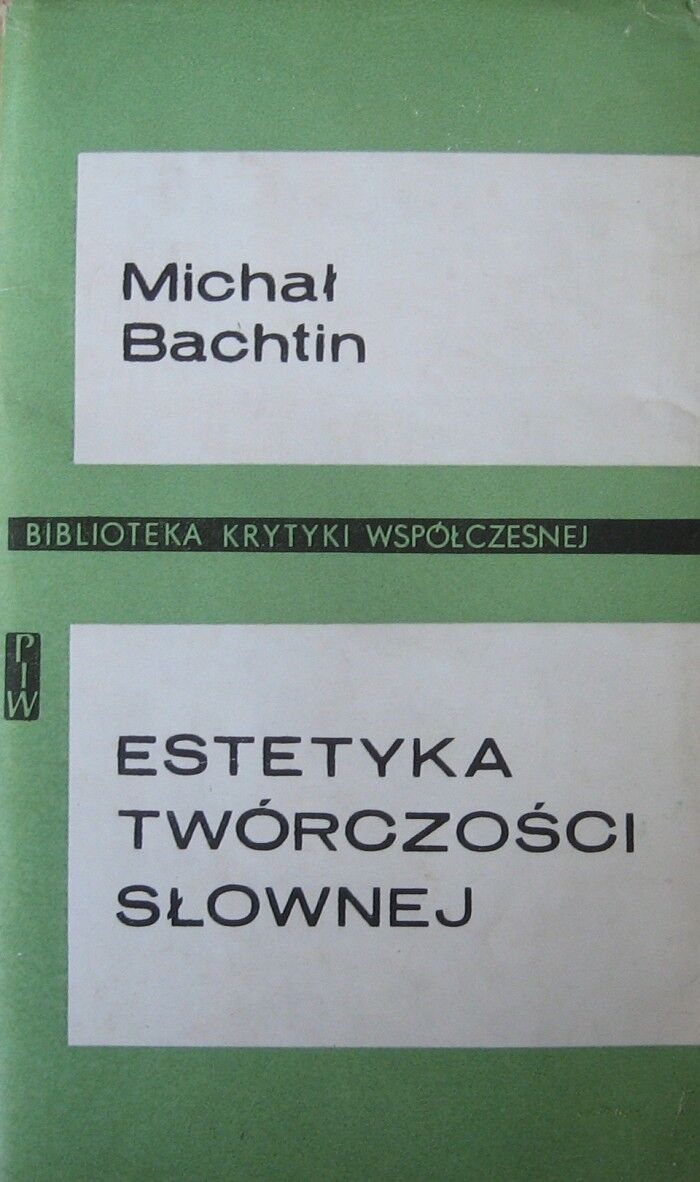 Michał
Bachtin
BIBLIOTEKA KRYTYKI WSPÓŁCZESNEJ
PIW
ESTETYKA
TWÓRCZOŚCI
SŁOWNEJ